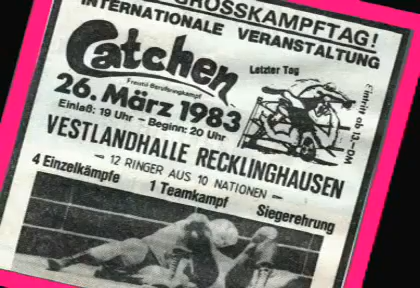 GROSSKAMPFTAG!
INTERNATIONALE VERANSTALTUNG
Catchen
Freistil-Berufsringkampf
Letzter Tag
26. März 1983
Einlaß: 19 Uhr - Beginn: 20 Uhr
Eintritt ab 12,- DM
VESTLANDHALLE RECKLINGHAUSEN
— 12 RINGER AUS 10 NATIONEN —
4 Einzelkämpfe 1 Teamkampf Siegerehrung